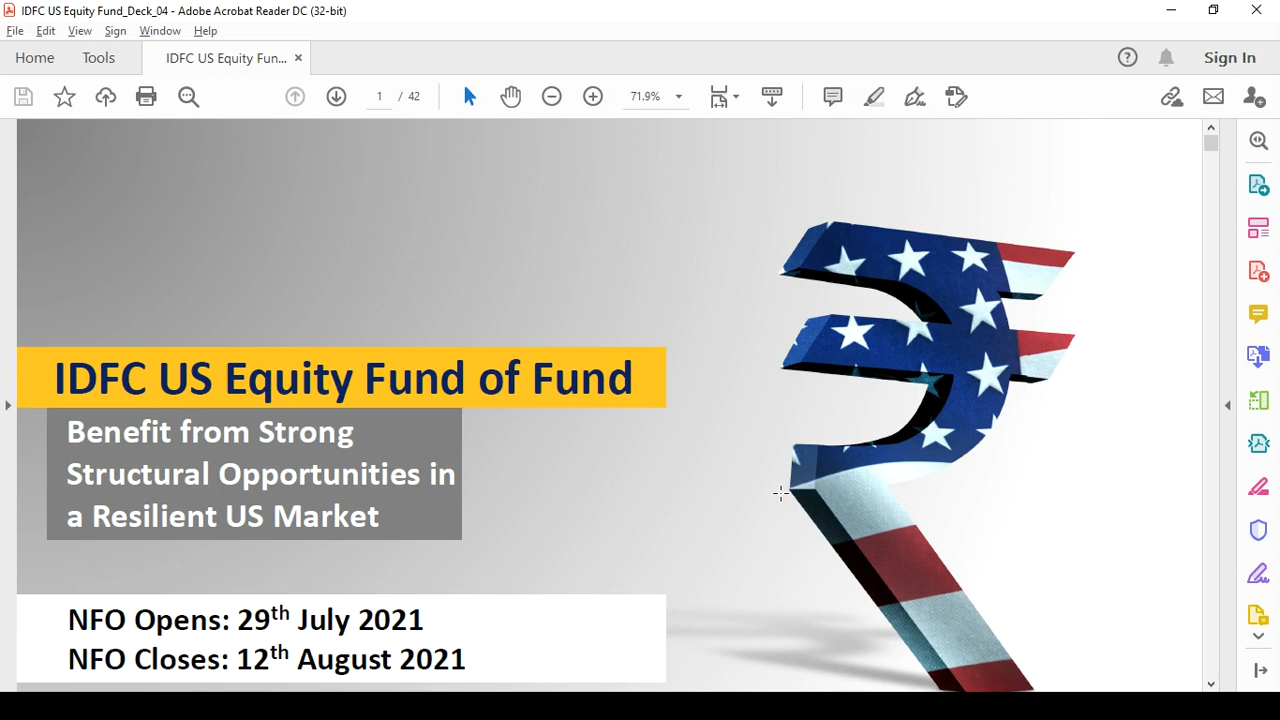 IDFC US Equity Fund_Deck_04 - Adobe Acrobat Reader DC (32-bit)
File Edit View Sign Window Help
Home Tools IDFC US Equity Fun... × Sign In
1 / 42 71.9%
IDFC US Equity Fund of Fund
Benefit from Strong
Structural Opportunities in
a Resilient US Market
NFO Opens: 29th July 2021
NFO Closes: 12th August 2021